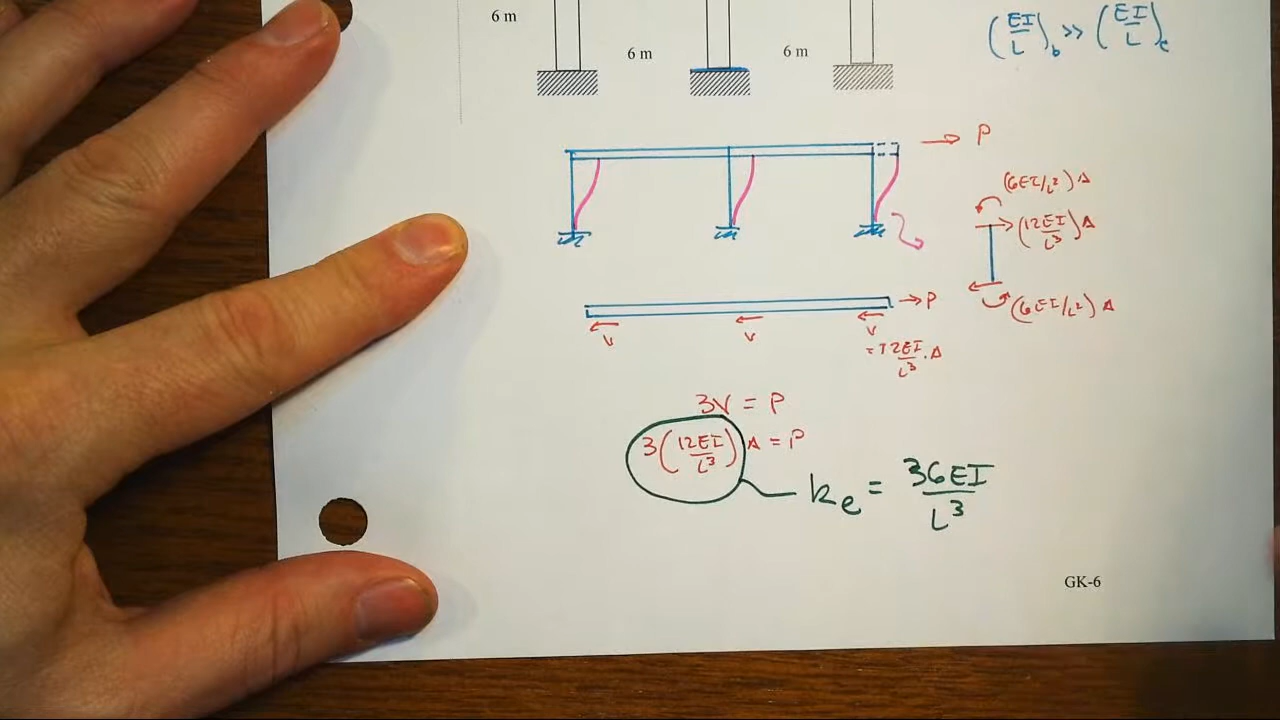 6 m
6 m
6 m
(EI/L)b >> (EI/L)c
P
(6EI/L²) Δ
(12EI/L³) Δ
(6EI/L²) Δ
P
V
V
V
= 12EI/L³ · Δ
3V = P
3(12EI/L³) Δ = P
ke = 36EI/L³
GK-6